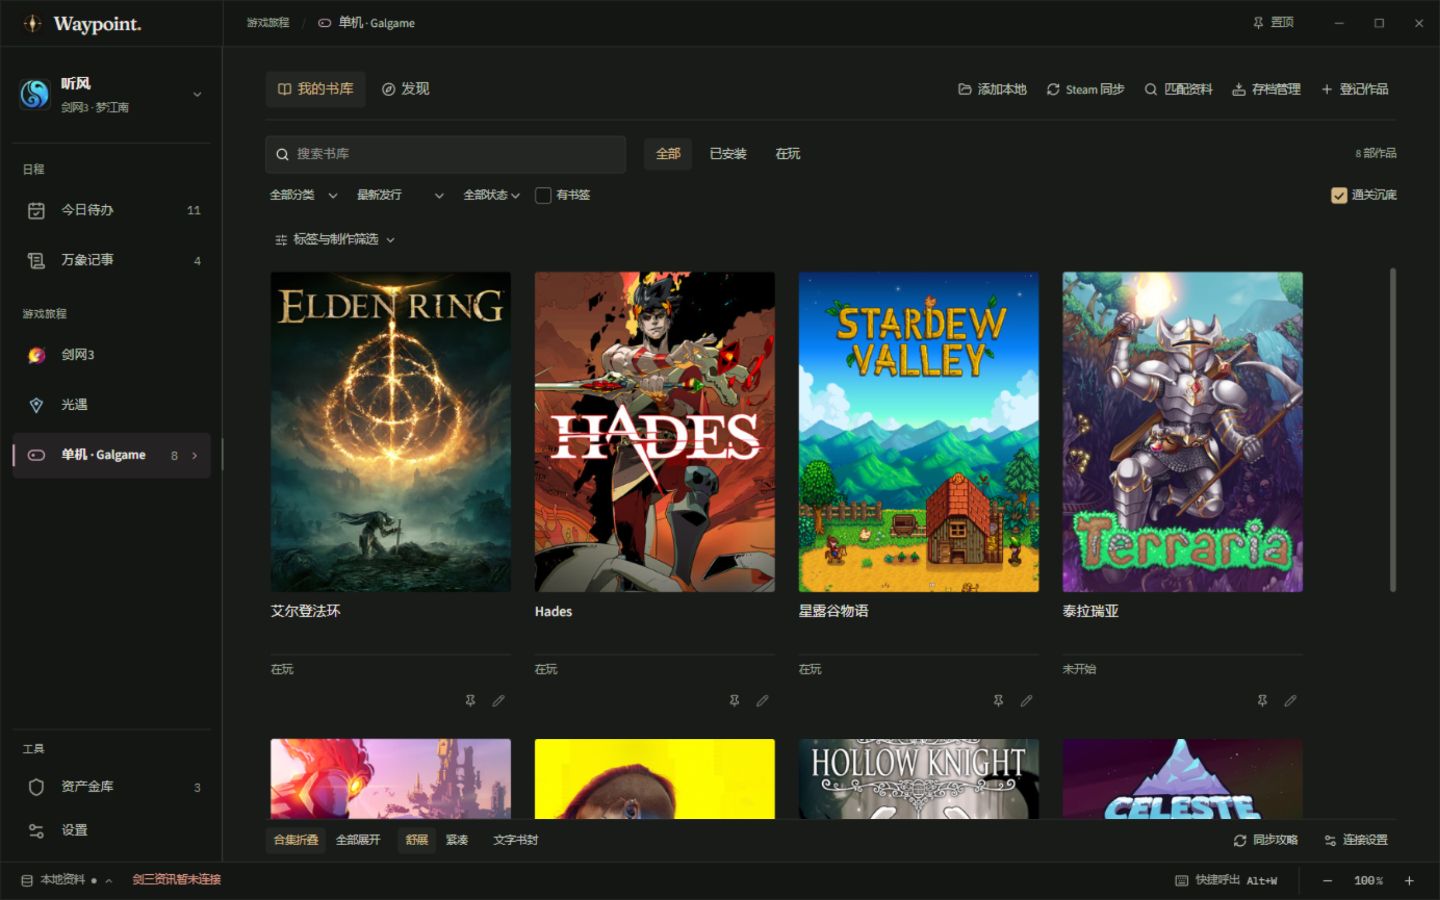 Waypoint.
游戏旅程 / 单机 · Galgame
置顶
听风
剑网3 · 梦江南
日程
今日待办 11
万象记事 4
游戏旅程
剑网3
光遇
单机 · Galgame 8
工具
资产金库 3
设置
我的书库 发现
添加本地 Steam 同步 匹配资料 存档管理 登记作品
搜索书库
全部 已安装 在玩
8 部作品
全部分类 最新发行 全部状态 有书签
通关沉底
标签与制作筛选
ELDEN RING
HADES
STARDEW VALLEY
Terraria
艾尔登法环
Hades
星露谷物语
泰拉瑞亚
在玩
在玩
在玩
未开始
HOLLOW KNIGHT
CELESTE
合集折叠 全部展开 舒展 紧凑 文字书封
同步攻略 连接设置
本地资料
剑三资讯暂未连接
快捷呼出 Alt+W
100%